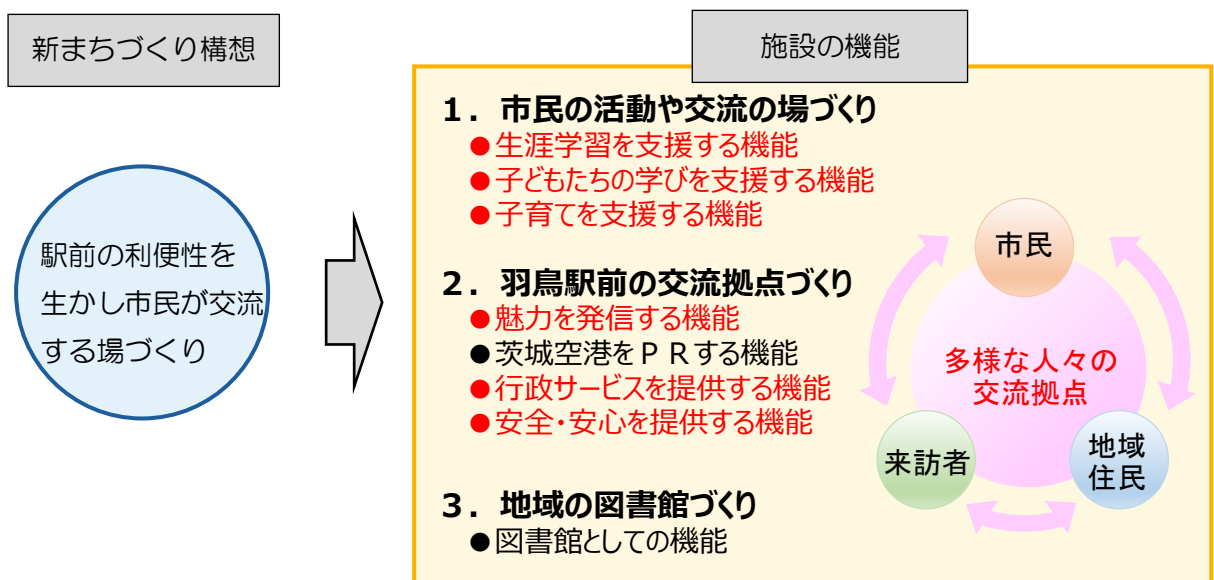 新まちづくり構想
施設の機能
駅前の利便性を
生かし市民が交流
する場づくり
1．市民の活動や交流の場づくり
●生涯学習を支援する機能
●子どもたちの学びを支援する機能
●子育てを支援する機能
2．羽鳥駅前の交流拠点づくり
●魅力を発信する機能
●茨城空港をＰＲする機能
●行政サービスを提供する機能
●安全・安心を提供する機能
3．地域の図書館づくり
●図書館としての機能
市民
多様な人々の
交流拠点
来訪者
地域
住民